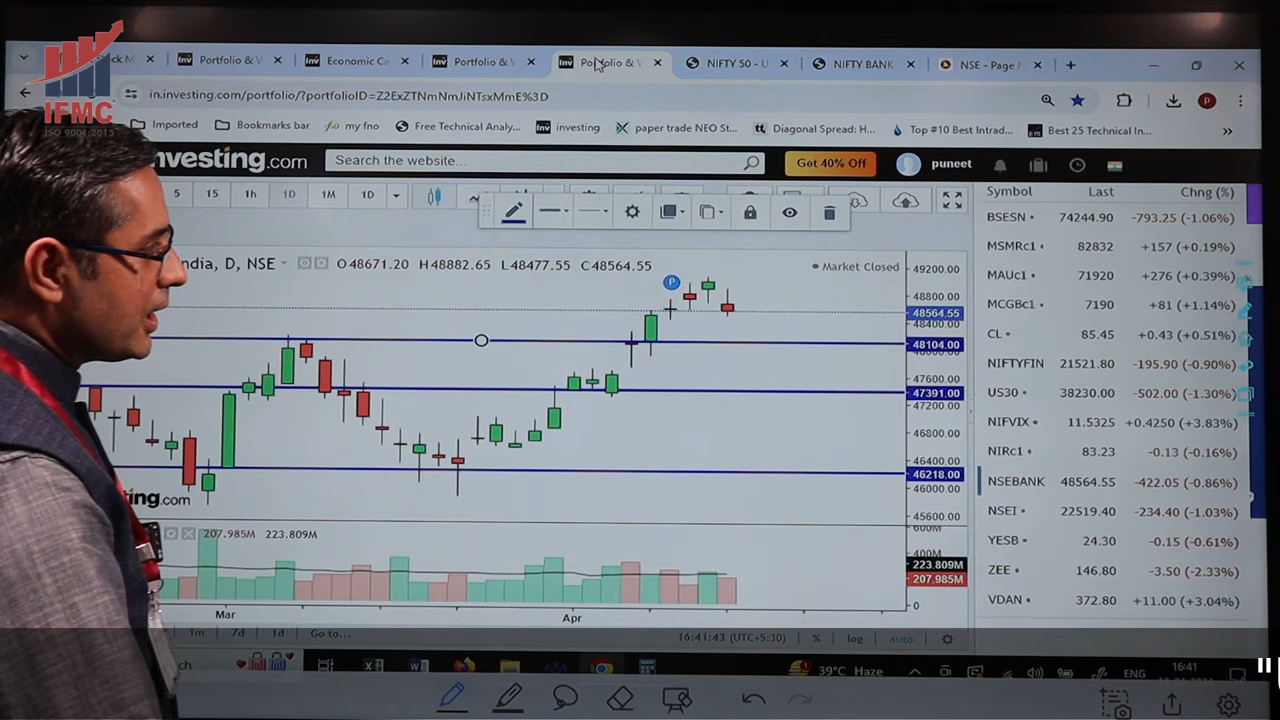 IFMC
ISO 9001:2015
Portfolio & V
Economic Ca
Portfolio & V
Portfolio & V
NIFTY 50 - U
NIFTY BANK
NSE - Page
in.investing.com/portfolio/?portfolioID=Z2ExZTNmNmJiNTsxMmE%3D
Imported
Bookmarks bar
my fno
Free Technical Analy...
investing
paper trade NEO St...
Diagonal Spread: H...
Top #10 Best Intrad...
Best 25 Technical In...
nvesting.com
Search the website...
Get 40% Off
puneet
5 15 1h 1D 1M 1D
ndia, D, NSE O48671.20 H48882.65 L48477.55 C48564.55
Market Closed
49200.00
48800.00
48564.55
48400.00
48104.00
47600.00
47391.00
47200.00
46800.00
46400.00
46218.00
46000.00
45600.00
P
ting.com
207.985M 223.809M
600M
400M
223.809M
207.985M
0
Mar Apr
1m 7d 1d Go to...
16:41:43 (UTC+5:30) % log auto
Symbol Last Chng (%)
BSESN 74244.90 -793.25 (-1.06%)
MSMRc1 82832 +157 (+0.19%)
MAUc1 71920 +276 (+0.39%)
MCGBc1 7190 +81 (+1.14%)
CL 85.45 +0.43 (+0.51%)
NIFTYFIN 21521.80 -195.90 (-0.90%)
US30 38230.00 -502.00 (-1.30%)
NIFVIX 11.5325 +0.4250 (+3.83%)
NIRc1 83.23 -0.13 (-0.16%)
NSEBANK 48564.55 -422.05 (-0.86%)
NSEI 22519.40 -234.40 (-1.03%)
YESB 24.30 -0.15 (-0.61%)
ZEE 146.80 -3.50 (-2.33%)
VDAN 372.80 +11.00 (+3.04%)
39°C Haze
ENG
16:41